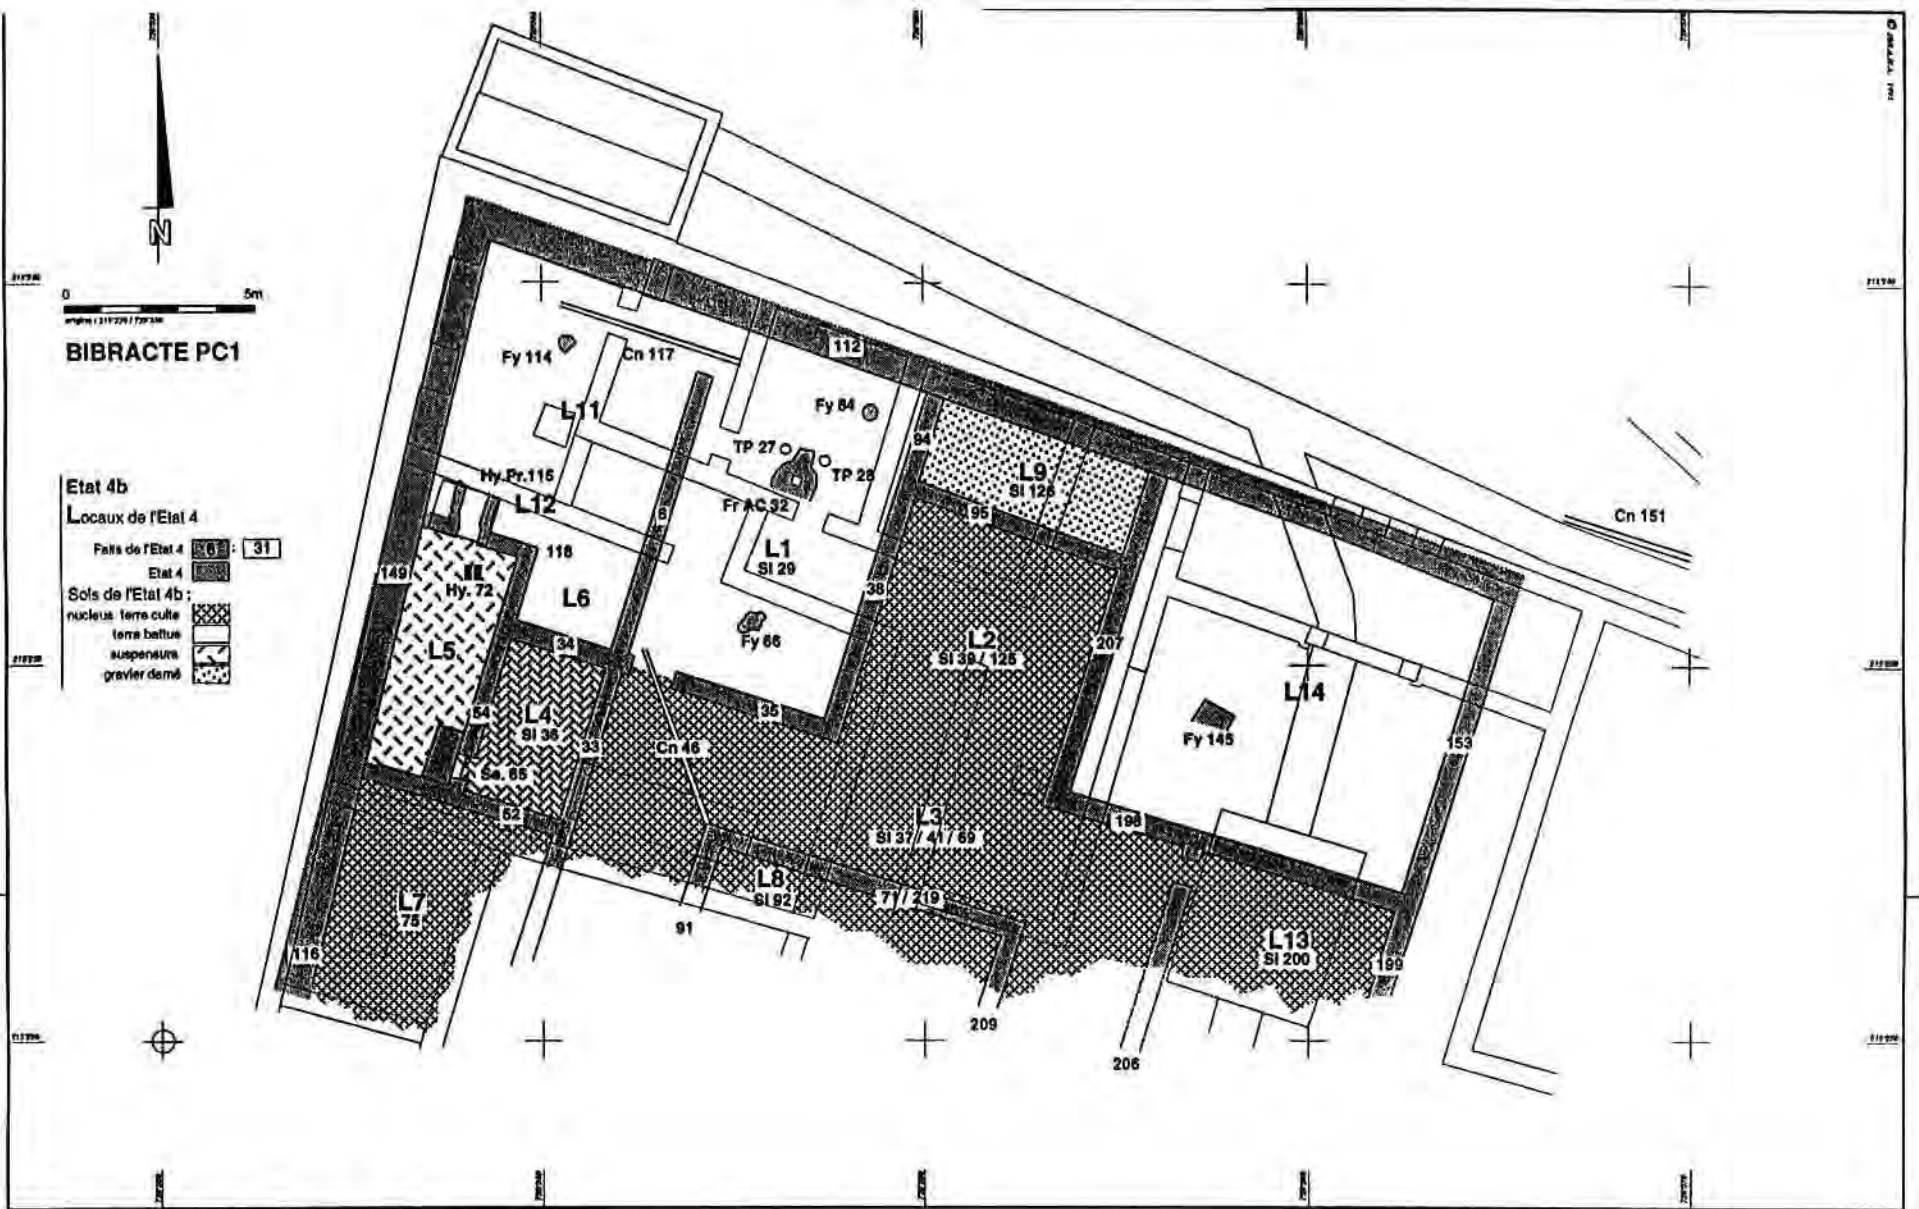 N
0 5m
BIBRACTE PC1
Etat 4b
Locaux de l'Etat 4
Faits de l'Etat 4 6 : 31
Etat 4
Sols de l'Etat 4b :
nucleus terre cuite
terre battue
suspensura
gravier damé
112
Fy 114
Cn 117
L11
Fy 84
TP 27
TP 28
94
L9
Sl 126
95
Hy.Pr.115
L12
6
Fr AC 32
L1
Sl 29
118
Cn 151
149
Hy. 72
L6
38
34
Fy 66
L2
Sl 39 / 125
207
L5
L14
54
L4
Sl 36
33
35
Cn 46
Fy 145
153
Se. 65
52
L3
Sl 37 / 41 / 69
198
L8
Sl 92
71 / 219
L7
75
91
L13
Sl 200
116
199
209
206